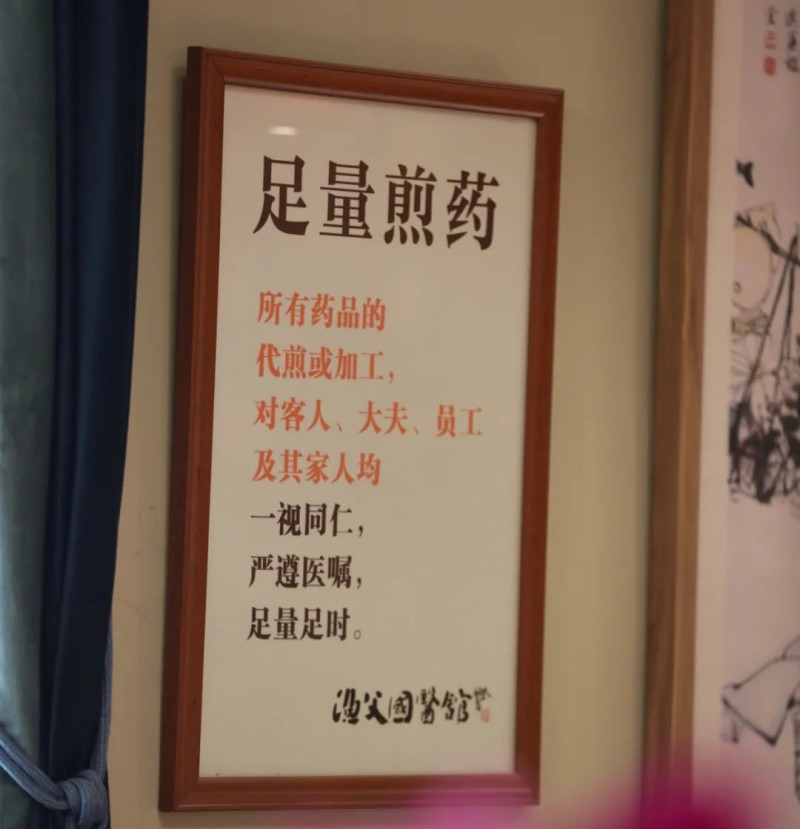 足量煎药
所有药品的
代煎或加工，
对客人、大夫、员工
及其家人均
一视同仁，
严遵医嘱，
足量足时。
渔父国医馆